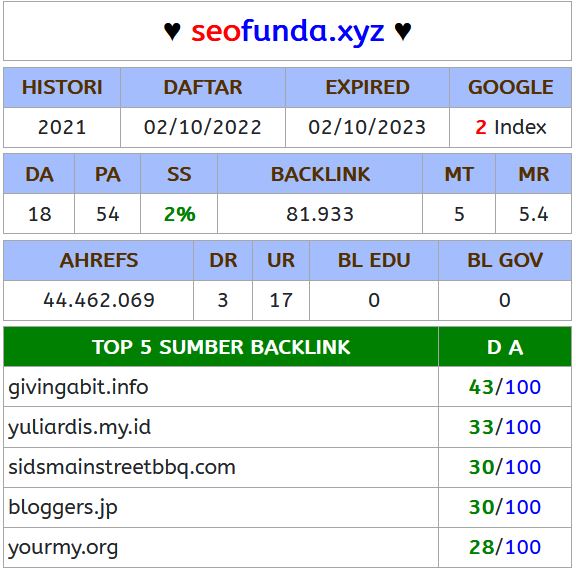 ♥ seofunda.xyz ♥
HISTORI DAFTAR EXPIRED GOOGLE
2021 02/10/2022 02/10/2023 2 Index
DA PA SS BACKLINK MT MR
18 54 2% 81.933 5 5.4
AHREFS DR UR BL EDU BL GOV
44.462.069 3 17 0 0
TOP 5 SUMBER BACKLINK D A
givingabit.info 43/100
yuliardis.my.id 33/100
sidsmainstreetbbq.com 30/100
bloggers.jp 30/100
yourmy.org 28/100